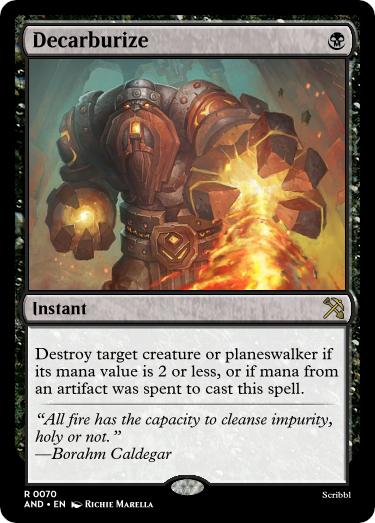 Decarburize
Instant
Destroy target creature or planeswalker if
its mana value is 2 or less, or if mana from
an artifact was spent to cast this spell.
“All fire has the capacity to cleanse impurity,
holy or not.”
—Borahm Caldegar
R 0070
Scribbl
AND • EN Richie Marella